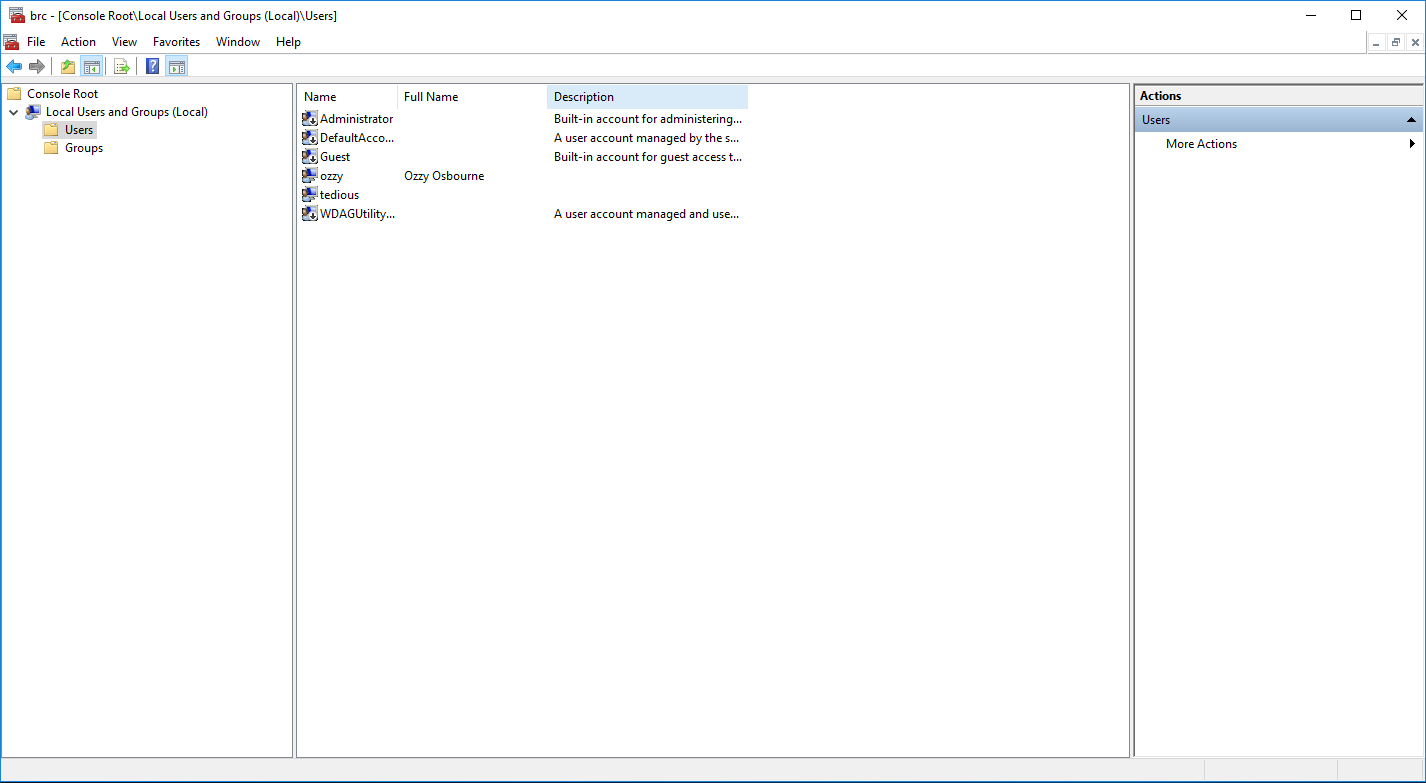 brc - [Console Root\Local Users and Groups (Local)\Users]
File Action View Favorites Window Help
Console Root
Local Users and Groups (Local)
Users
Groups
Name Full Name Description
Administrator Built-in account for administering...
DefaultAcco... A user account managed by the s...
Guest Built-in account for guest access t...
ozzy Ozzy Osbourne
tedious
WDAGUtility... A user account managed and use...
Actions
Users
More Actions